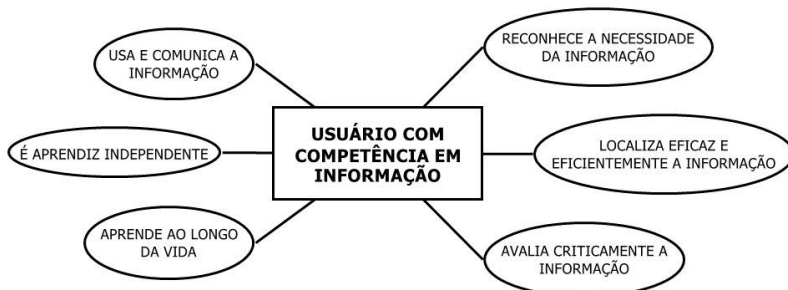 USA E COMUNICA A
INFORMAÇÃO
RECONHECE A NECESSIDADE
DA INFORMAÇÃO
É APRENDIZ INDEPENDENTE
USUÁRIO COM
COMPETÊNCIA EM
INFORMAÇÃO
LOCALIZA EFICAZ E
EFICIENTEMENTE A INFORMAÇÃO
APRENDE AO LONGO
DA VIDA
AVALIA CRITICAMENTE A
INFORMAÇÃO